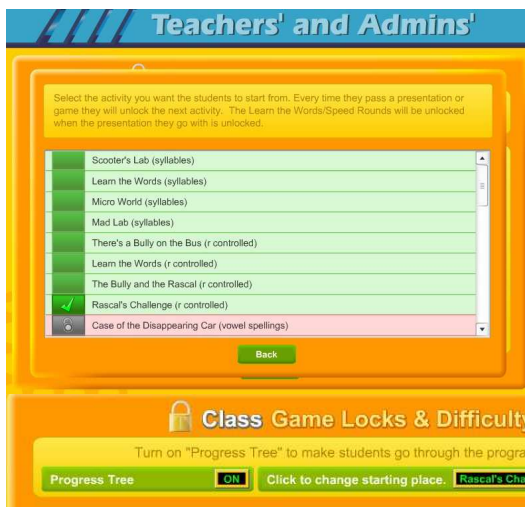 Teachers' and Admins'
Select the activity you want the students to start from. Every time they pass a presentation or
game they will unlock the next activity. The Learn the Words/Speed Rounds will be unlocked
when the presentation they go with is unlocked.
Scooter's Lab (syllables)
Learn the Words (syllables)
Micro World (syllables)
Mad Lab (syllables)
There's a Bully on the Bus (r controlled)
Learn the Words (r controlled)
The Bully and the Rascal (r controlled)
Rascal's Challenge (r controlled)
Case of the Disappearing Car (vowel spellings)
Back
Class Game Locks & Difficulty
Turn on "Progress Tree" to make students go through the progra
Progress Tree ON Click to change starting place. Rascal's Cha